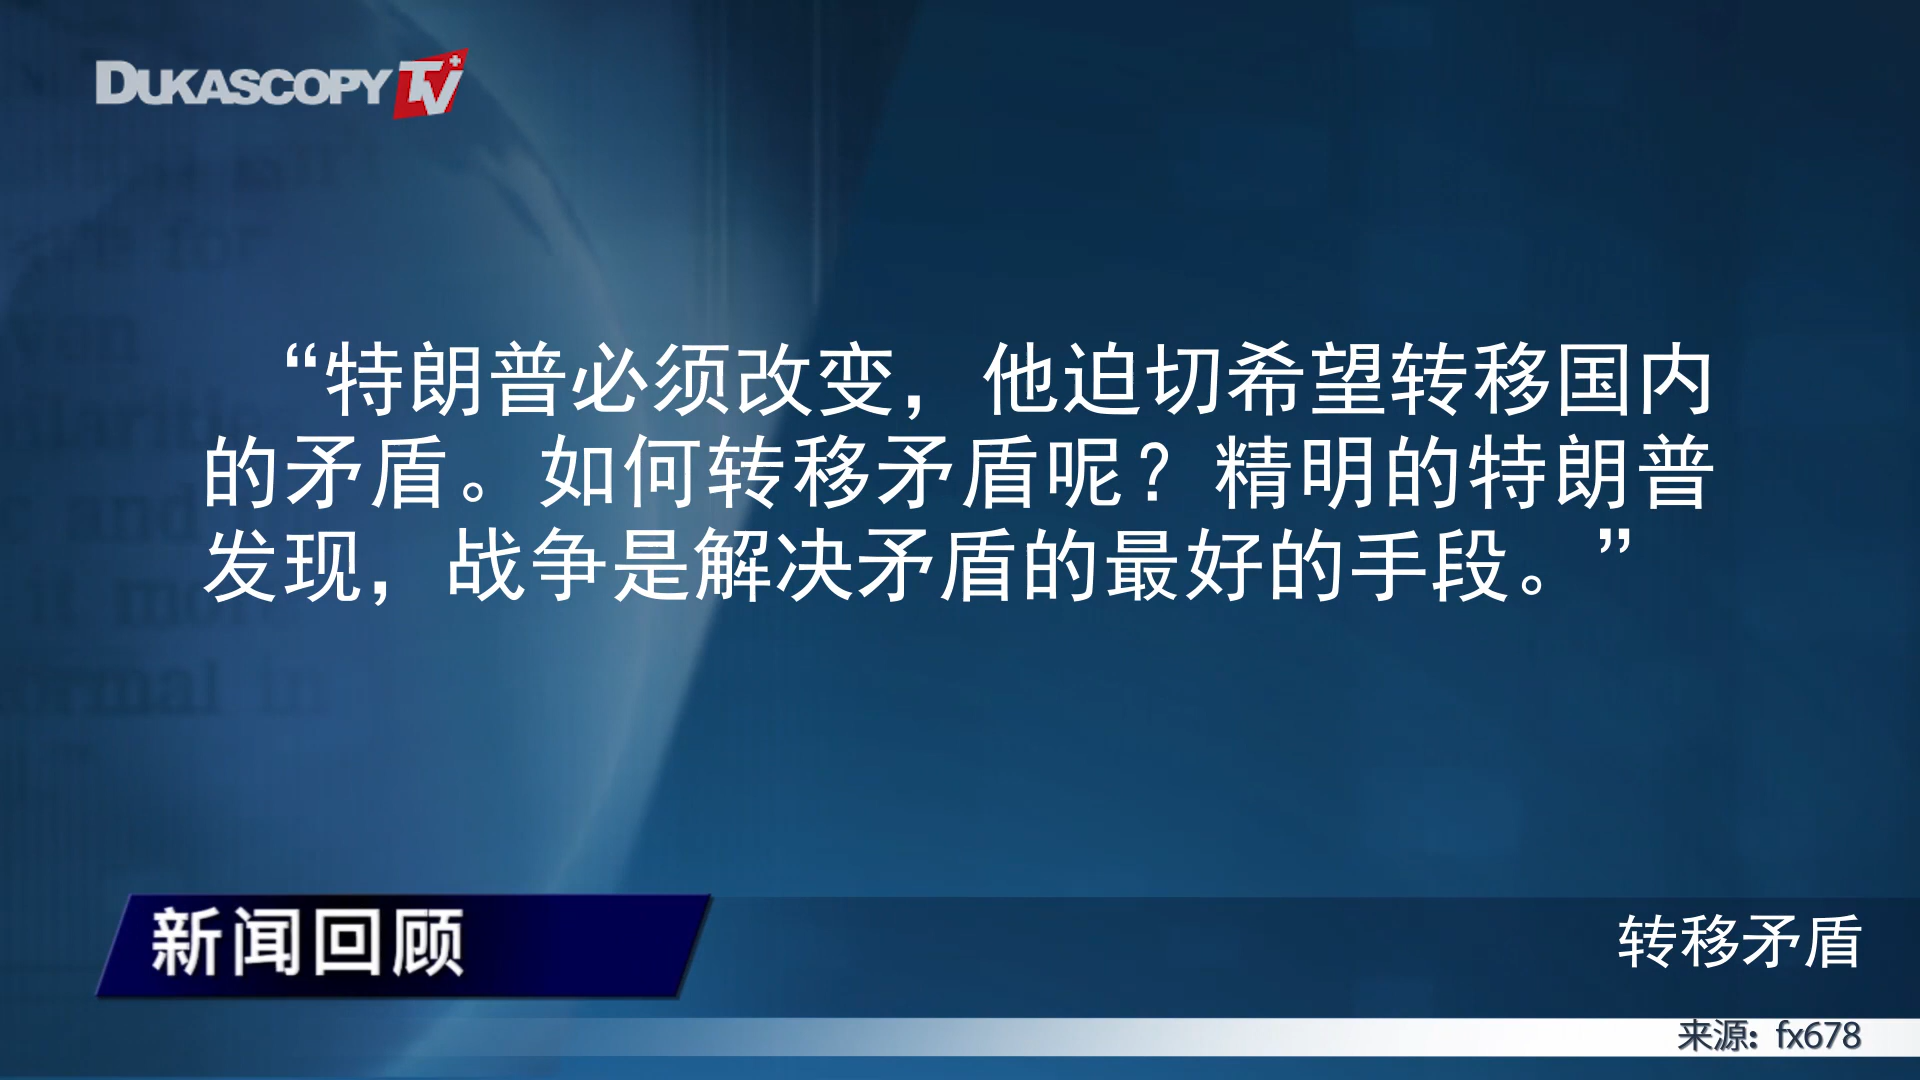 DUKASCOPY TV
“特朗普必须改变，他迫切希望转移国内
的矛盾。如何转移矛盾呢？精明的特朗普
发现，战争是解决矛盾的最好的手段。”
新闻回顾
转移矛盾
来源：fx678